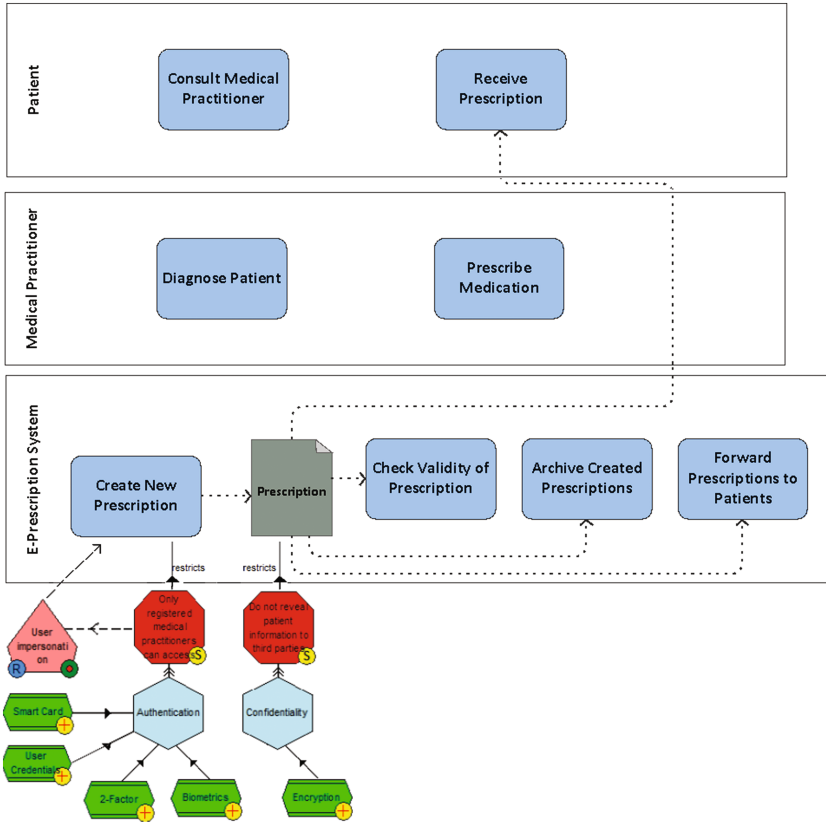 Patient
Consult Medical
Practitioner
Receive
Prescription
Medical Practitioner
Diagnose Patient
Prescribe
Medication
E-Prescription System
Create New
Prescription
Prescription
Check Validity of
Prescription
Archive Created
Prescriptions
Forward
Prescriptions to
Patients
restricts
restricts
User
impersonati
on
R
Only
registered
medical
practitioners
can access
S
Do not reveal
patient
information to
third parties
S
Smart Card
Authentication
Confidentiality
User
Credentials
2-Factor
Biometrics
Encryption